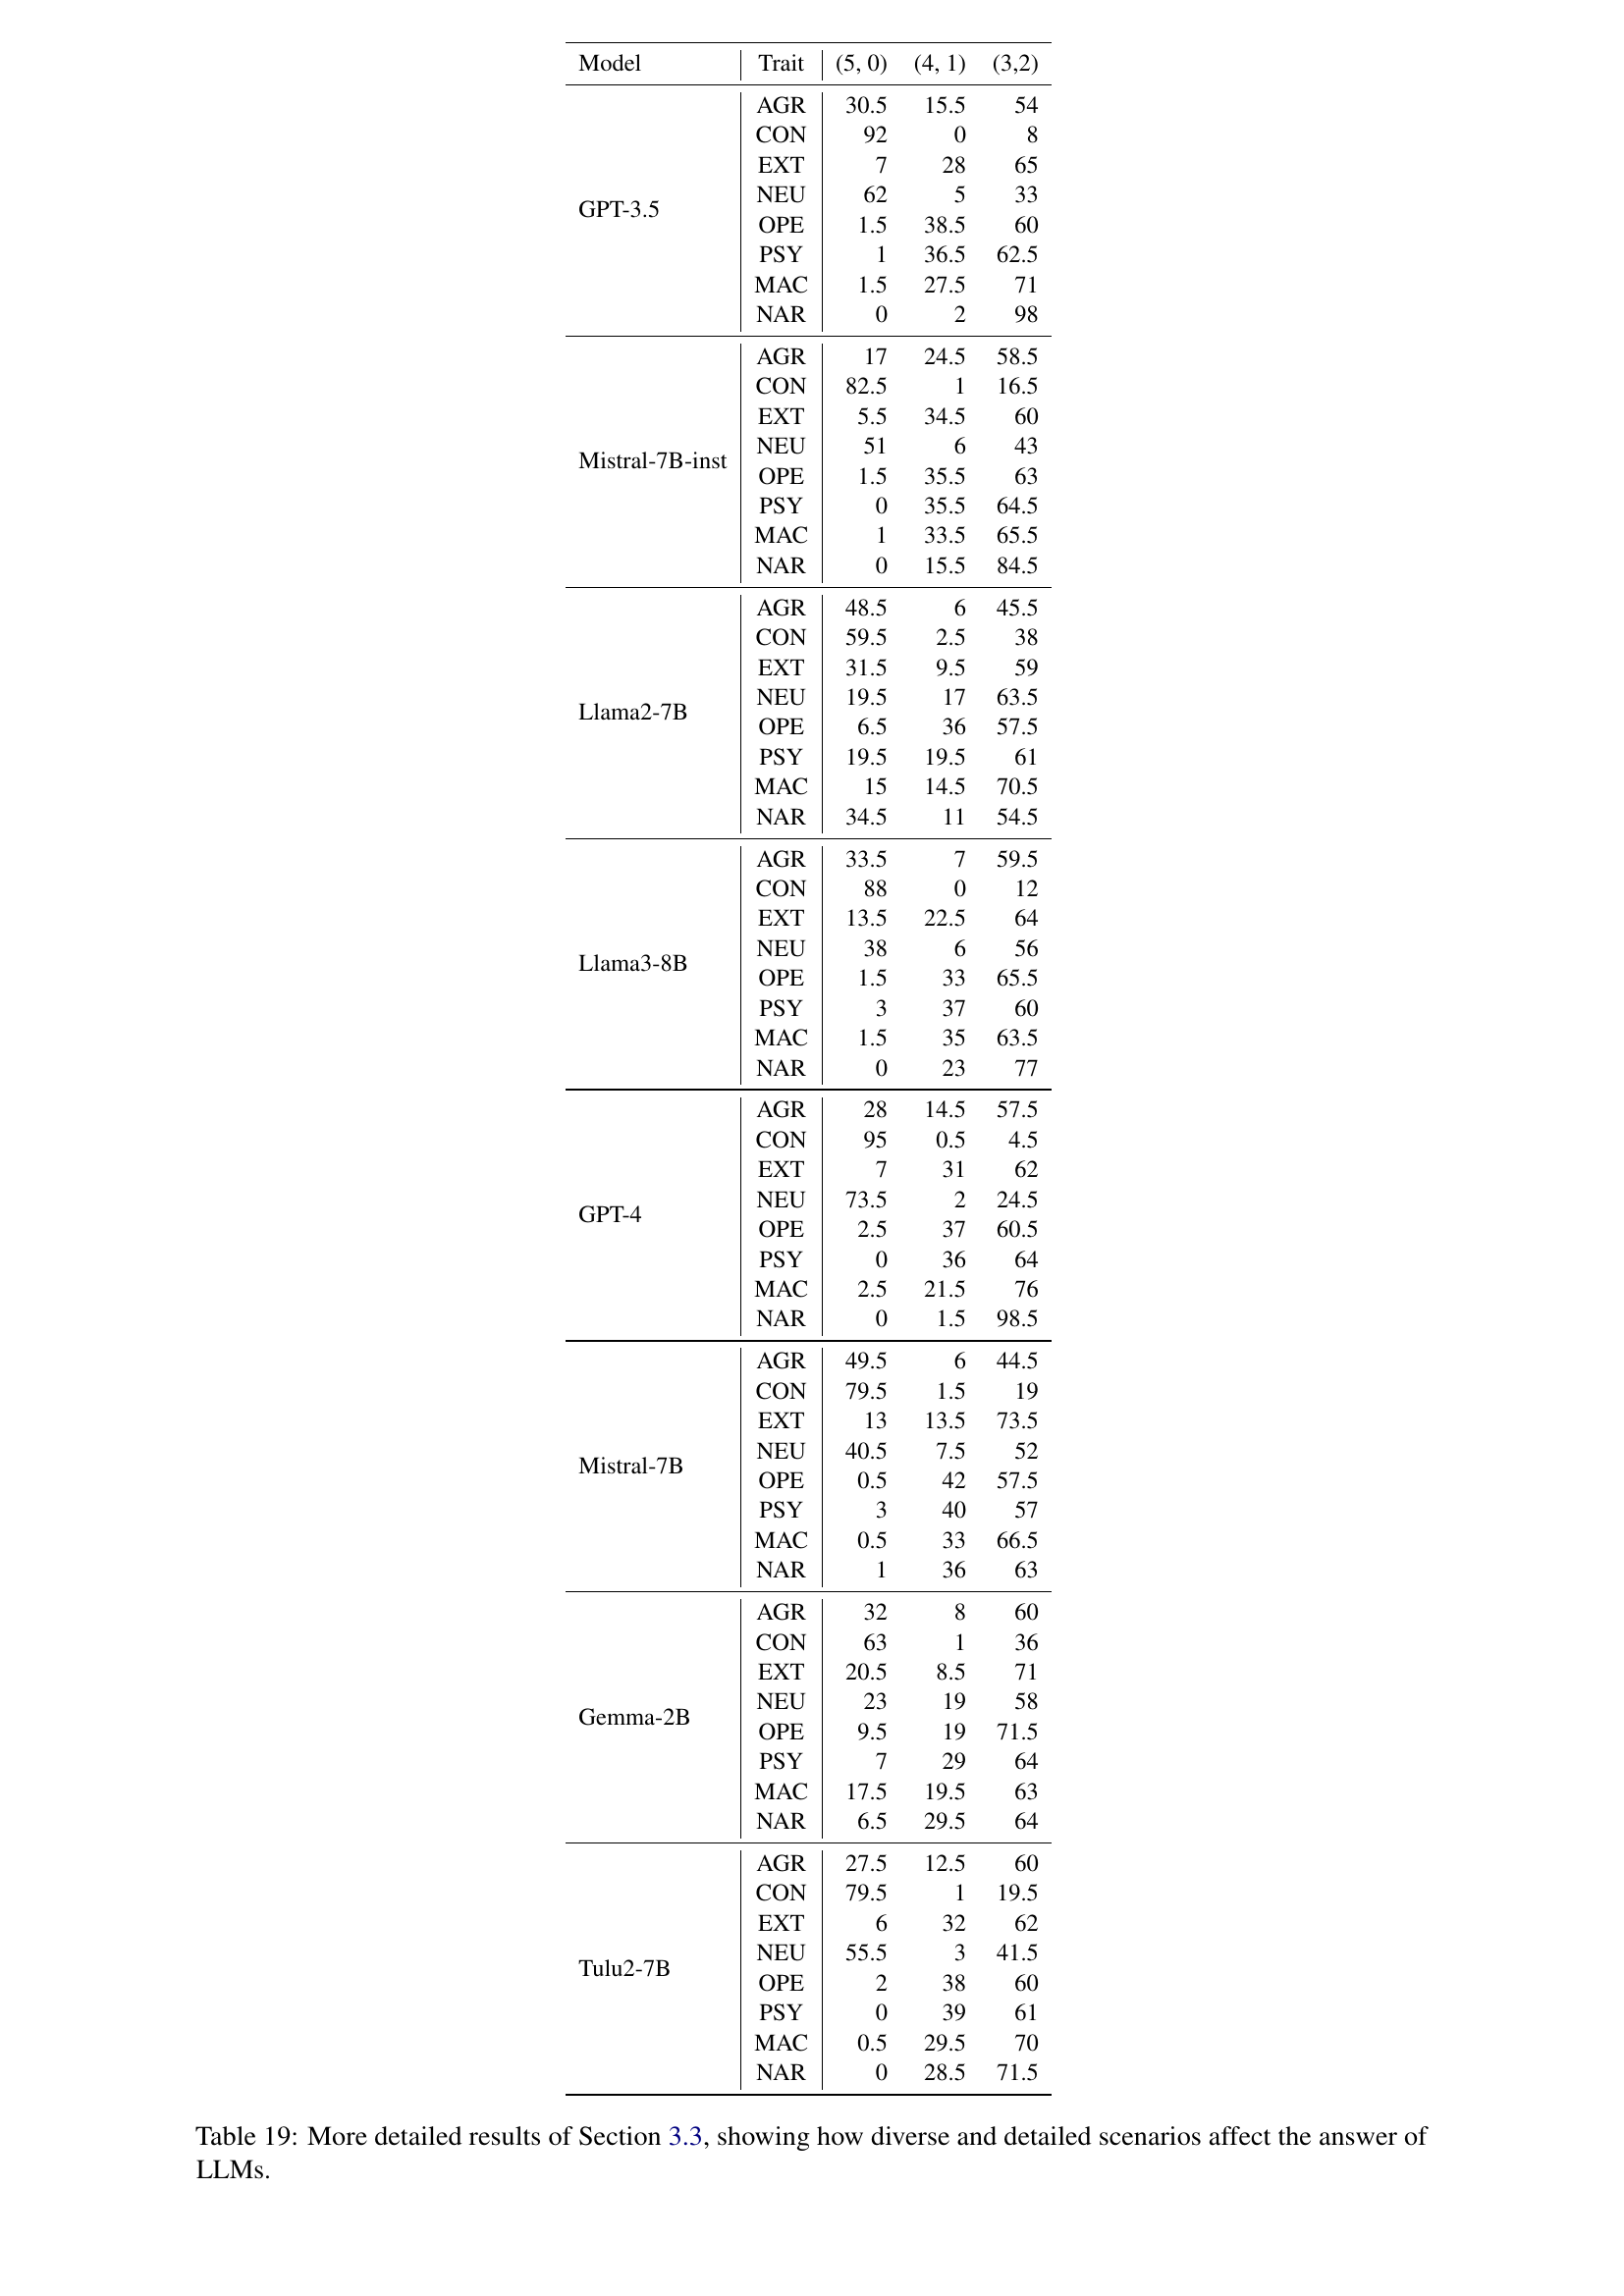 Model Trait (5, 0) (4, 1) (3,2)
AGR 30.5 15.5 54
CON 92 0 8
EXT 7 28 65
NEU 62 5 33
GPT-3.5
OPE 1.5 38.5 60
PSY 1 36.5 62.5
MAC 1.5 27.5 71
NAR 0 2 98
AGR 17 24.5 58.5
CON 82.5 1 16.5
EXT 5.5 34.5 60
NEU 51 6 43
Mistral-7B-inst
OPE 1.5 35.5 63
PSY 0 35.5 64.5
MAC 1 33.5 65.5
NAR 0 15.5 84.5
AGR 48.5 6 45.5
CON 59.5 2.5 38
EXT 31.5 9.5 59
NEU 19.5 17 63.5
Llama2-7B
OPE 6.5 36 57.5
PSY 19.5 19.5 61
MAC 15 14.5 70.5
NAR 34.5 11 54.5
AGR 33.5 7 59.5
CON 88 0 12
EXT 13.5 22.5 64
NEU 38 6 56
Llama3-8B
OPE 1.5 33 65.5
PSY 3 37 60
MAC 1.5 35 63.5
NAR 0 23 77
AGR 28 14.5 57.5
CON 95 0.5 4.5
EXT 7 31 62
NEU 73.5 2 24.5
GPT-4
OPE 2.5 37 60.5
PSY 0 36 64
MAC 2.5 21.5 76
NAR 0 1.5 98.5
AGR 49.5 6 44.5
CON 79.5 1.5 19
EXT 13 13.5 73.5
NEU 40.5 7.5 52
Mistral-7B
OPE 0.5 42 57.5
PSY 3 40 57
MAC 0.5 33 66.5
NAR 1 36 63
AGR 32 8 60
CON 63 1 36
EXT 20.5 8.5 71
NEU 23 19 58
Gemma-2B
OPE 9.5 19 71.5
PSY 7 29 64
MAC 17.5 19.5 63
NAR 6.5 29.5 64
AGR 27.5 12.5 60
CON 79.5 1 19.5
EXT 6 32 62
NEU 55.5 3 41.5
Tulu2-7B
OPE 2 38 60
PSY 0 39 61
MAC 0.5 29.5 70
NAR 0 28.5 71.5
Table 19: More detailed results of Section 3.3, showing how diverse and detailed scenarios affect the answer of
LLMs.